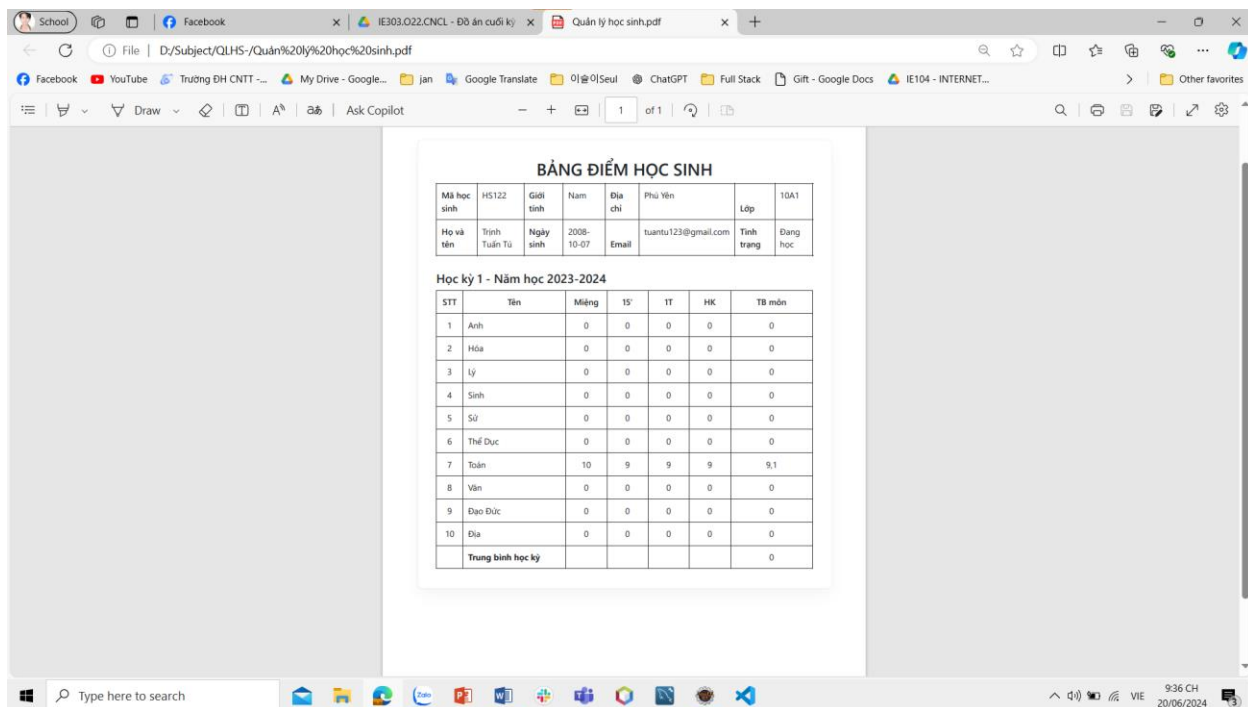 School
Facebook
IE303.O22.CNCL - Đồ án cuối kỳ
Quản lý học sinh.pdf
File | D:/Subject/QLHS-/Quản%20lý%20học%20sinh.pdf
Facebook YouTube Trường ĐH CNTT -... My Drive - Google... jan Google Translate 이솔이Seul ChatGPT Full Stack Gift - Google Docs IE104 - INTERNET... Other favorites
Draw Ask Copilot 1 of 1
BẢNG ĐIỂM HỌC SINH
Mã học sinh HS122 Giới tính Nam Địa chỉ Phú Yên Lớp 10A1
Họ và tên Trịnh Tuấn Tú Ngày sinh 2008-10-07 Email tuantu123@gmail.com Tình trạng Đang học
Học kỳ 1 - Năm học 2023-2024
STT Tên Miệng 15' 1T HK TB môn
1 Anh 0 0 0 0 0
2 Hóa 0 0 0 0 0
3 Lý 0 0 0 0 0
4 Sinh 0 0 0 0 0
5 Sử 0 0 0 0 0
6 Thể Dục 0 0 0 0 0
7 Toán 10 9 9 9 9,1
8 Văn 0 0 0 0 0
9 Đạo Đức 0 0 0 0 0
10 Địa 0 0 0 0 0
Trung bình học kỳ 0
Type here to search
Zalo
VIE
9:36 CH
20/06/2024